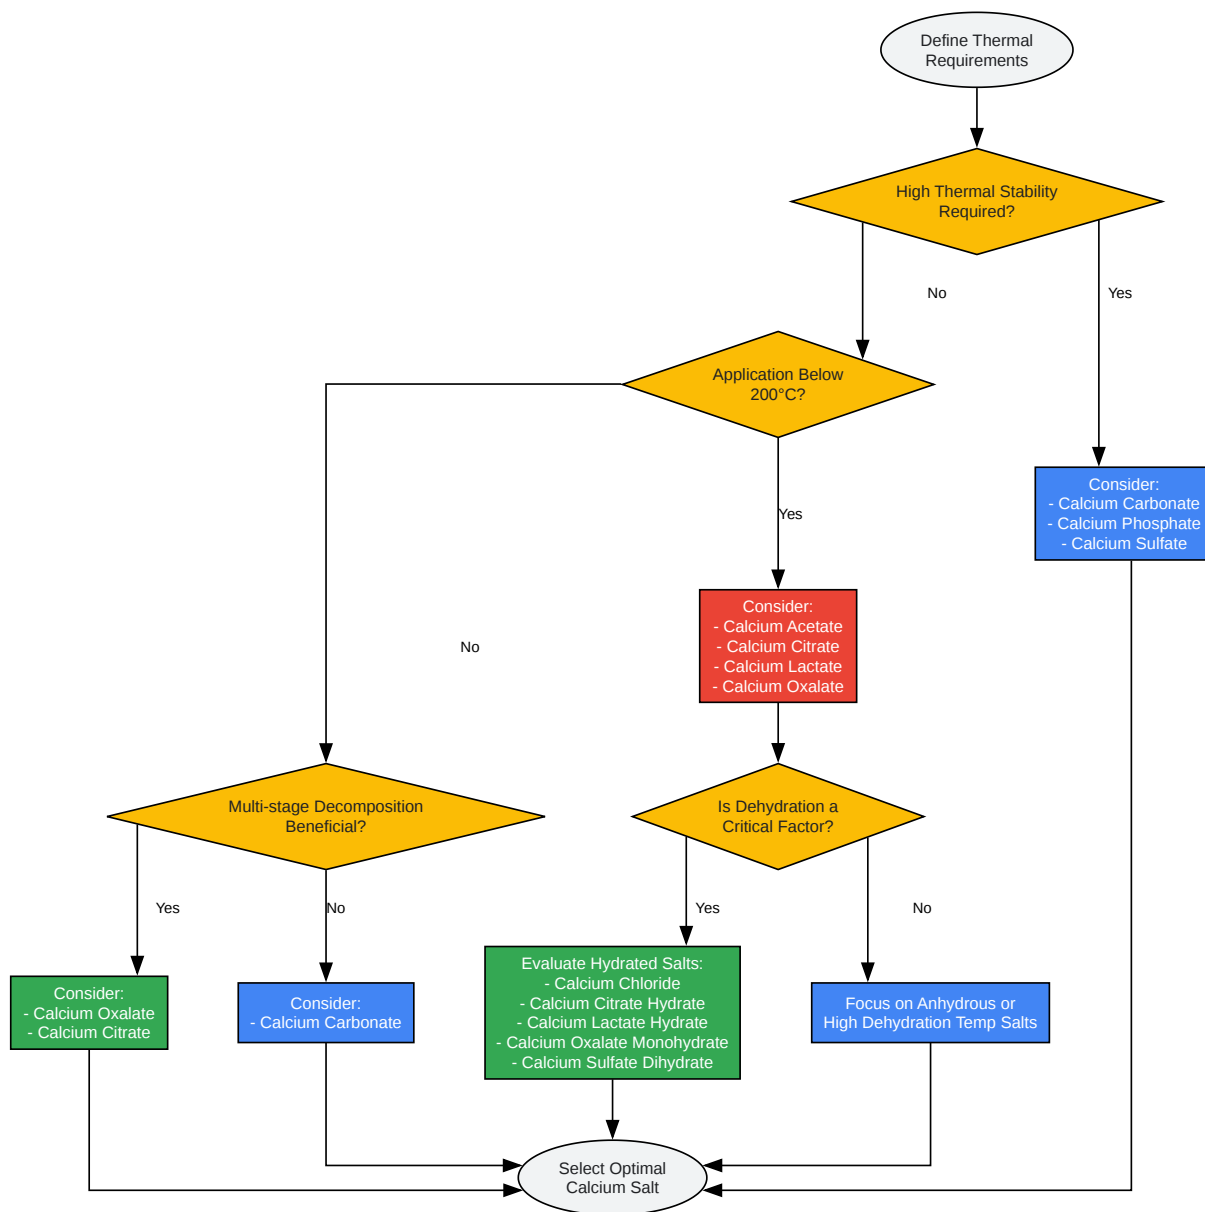 Define Thermal
Requirements
High Thermal Stability
Required?
No
Yes
Application Below
200°C?
Consider:
- Calcium Carbonate
- Calcium Phosphate
- Calcium Sulfate
Yes
Consider:
- Calcium Acetate
- Calcium Citrate
- Calcium Lactate
- Calcium Oxalate
No
Multi-stage Decomposition
Beneficial?
Is Dehydration a
Critical Factor?
Yes
No
Yes
No
Consider:
- Calcium Oxalate
- Calcium Citrate
Consider:
- Calcium Carbonate
Evaluate Hydrated Salts:
- Calcium Chloride
- Calcium Citrate Hydrate
- Calcium Lactate Hydrate
- Calcium Oxalate Monohydrate
- Calcium Sulfate Dihydrate
Focus on Anhydrous or
High Dehydration Temp Salts
Select Optimal
Calcium Salt